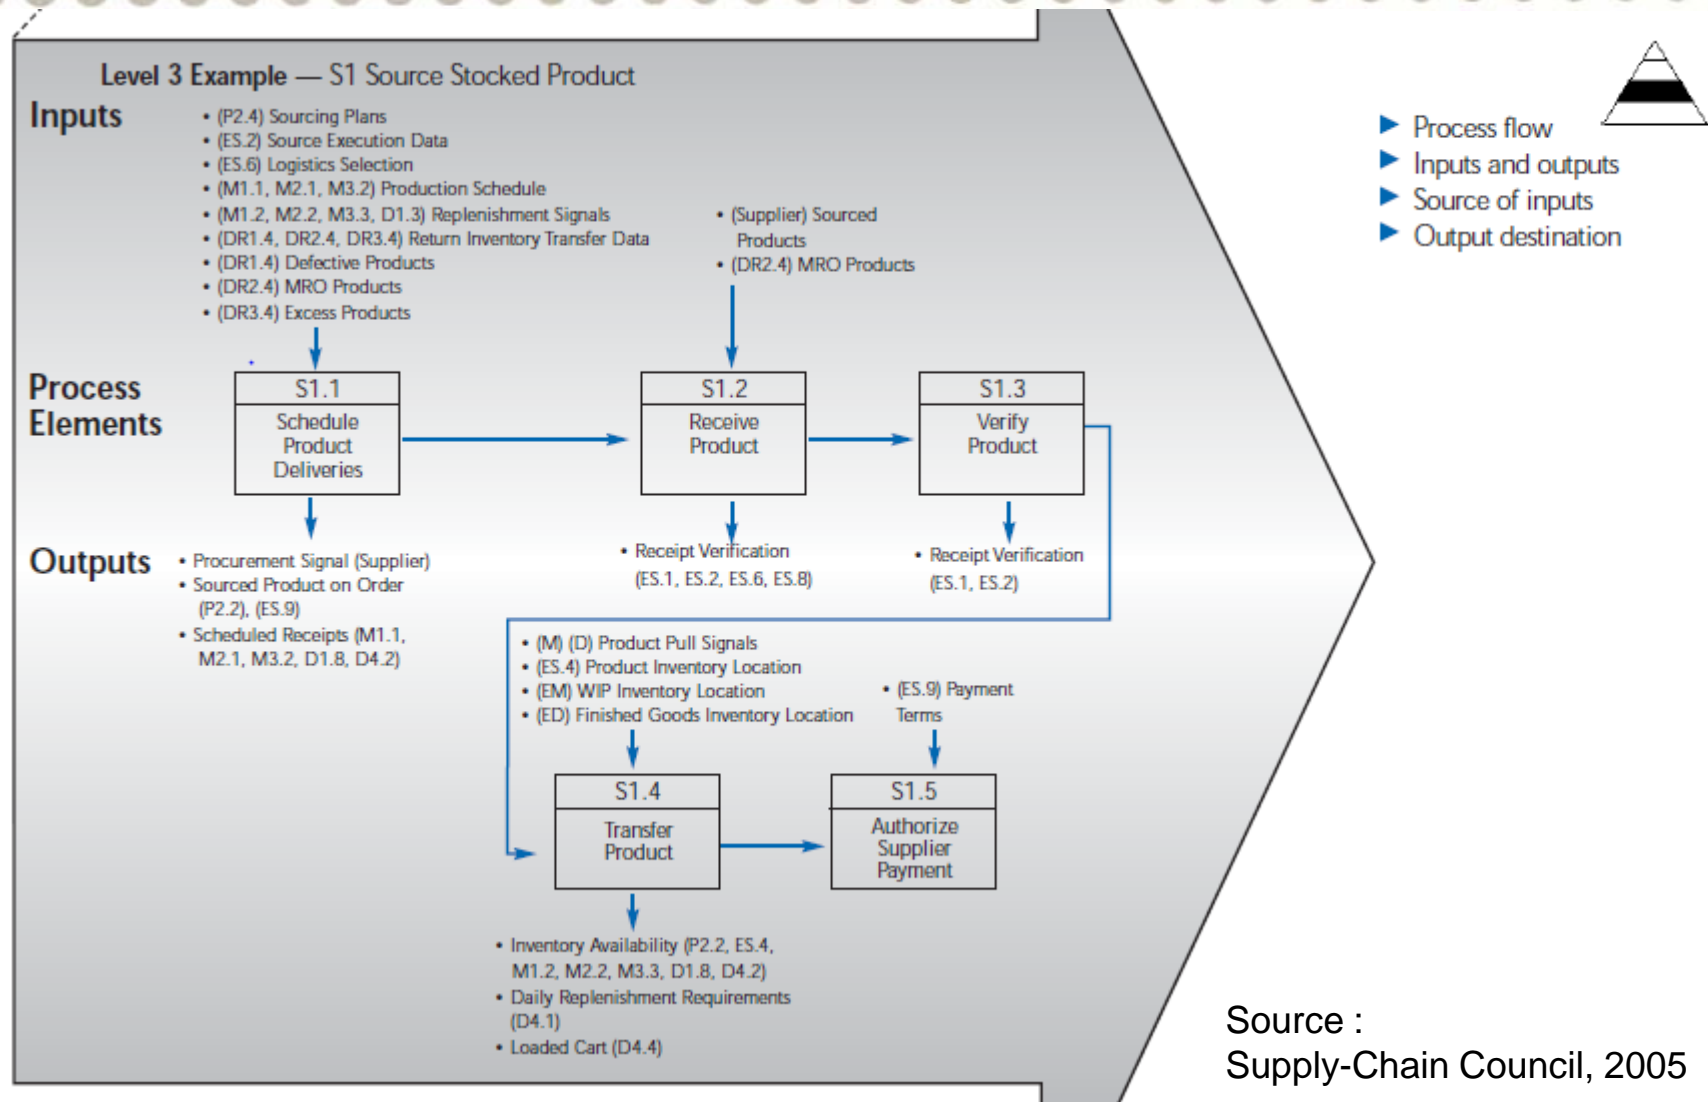 Level 3 Example — S1 Source Stocked Product
Inputs
• (P2.4) Sourcing Plans
• (ES.2) Source Execution Data
• (ES.6) Logistics Selection
• (M1.1, M2.1, M3.2) Production Schedule
• (M1.2, M2.2, M3.3, D1.3) Replenishment Signals
• (DR1.4, DR2.4, DR3.4) Return Inventory Transfer Data
• (DR1.4) Defective Products
• (DR2.4) MRO Products
• (DR3.4) Excess Products
• (Supplier) Sourced
Products
• (DR2.4) MRO Products
Process
Elements
S1.1
Schedule
Product
Deliveries
S1.2
Receive
Product
S1.3
Verify
Product
Outputs
• Procurement Signal (Supplier)
• Sourced Product on Order
(P2.2), (ES.9)
• Scheduled Receipts (M1.1,
M2.1, M3.2, D1.8, D4.2)
• Receipt Verification
(ES.1, ES.2, ES.6, ES.8)
• Receipt Verification
(ES.1, ES.2)
• (M) (D) Product Pull Signals
• (ES.4) Product Inventory Location
• (EM) WIP Inventory Location
• (ED) Finished Goods Inventory Location
• (ES.9) Payment
Terms
S1.4
Transfer
Product
S1.5
Authorize
Supplier
Payment
• Inventory Availability (P2.2, ES.4,
M1.2, M2.2, M3.3, D1.8, D4.2)
• Daily Replenishment Requirements
(D4.1)
• Loaded Cart (D4.4)
Process flow
Inputs and outputs
Source of inputs
Output destination
Source :
Supply-Chain Council, 2005